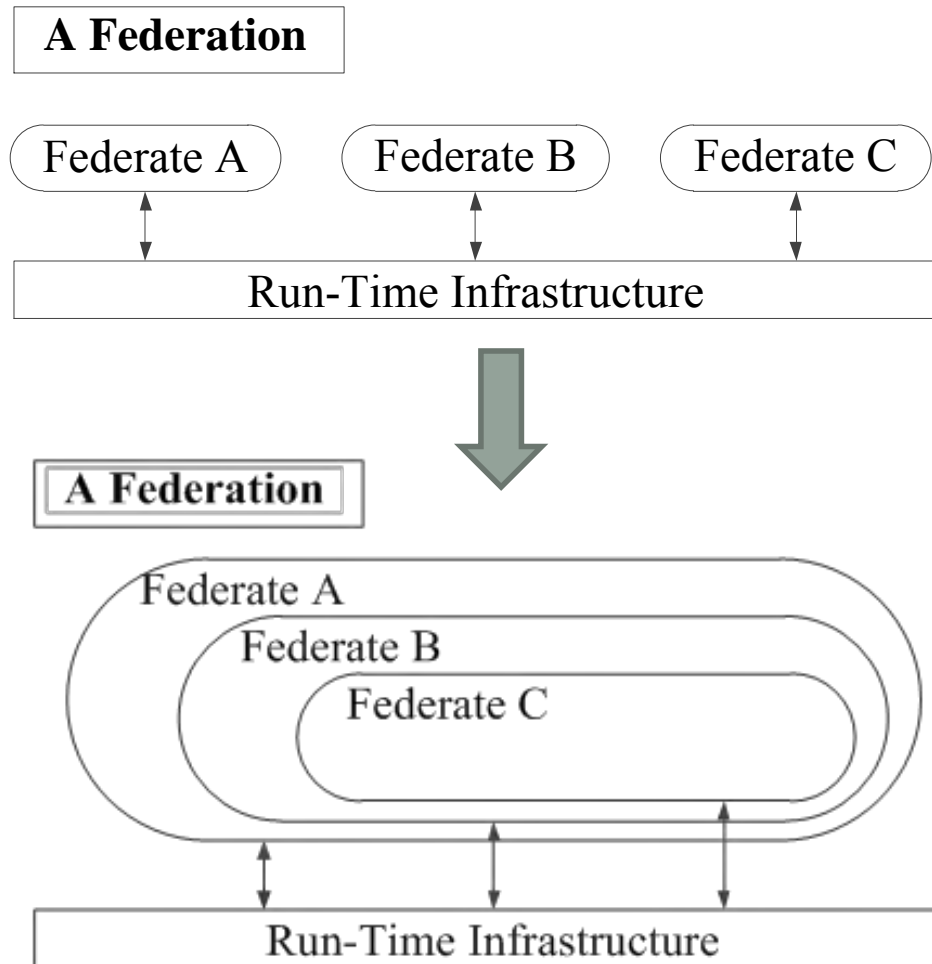 A Federation
Federate A Federate B Federate C
Run-Time Infrastructure
A Federation
Federate A
Federate B
Federate C
Run-Time Infrastructure